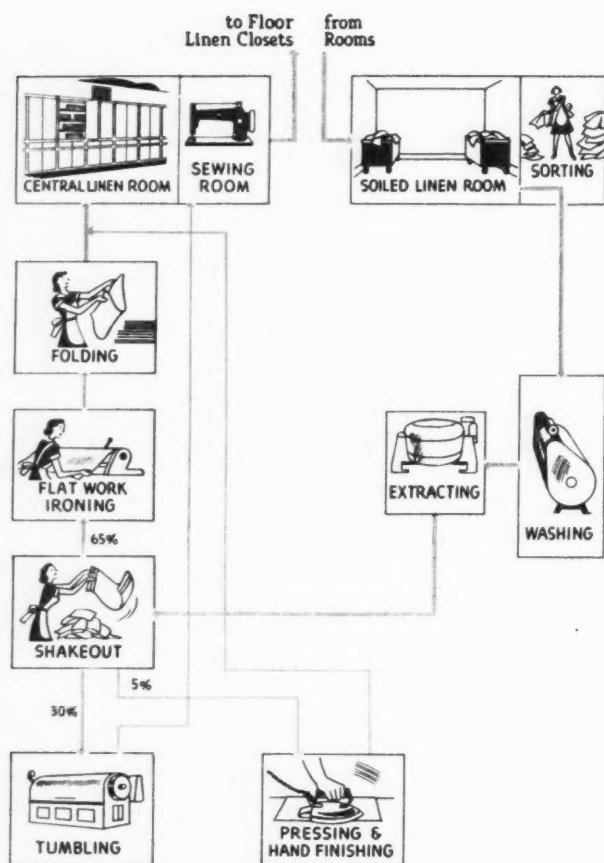 to Floor
Linen Closets
from
Rooms
CENTRAL LINEN ROOM
SEWING
ROOM
SOILED LINEN ROOM
SORTING
FOLDING
FLAT WORK
IRONING
EXTRACTING
WASHING
65%
SHAKEOUT
5%
30%
TUMBLING
PRESSING &
HAND FINISHING